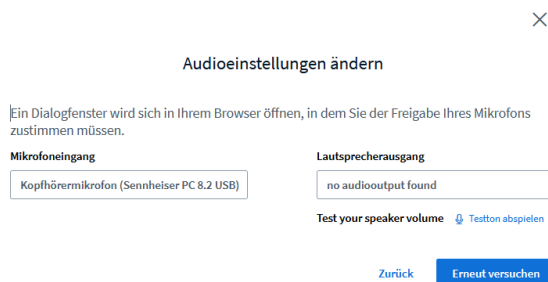 Audioeinstellungen ändern
Ein Dialogfenster wird sich in Ihrem Browser öffnen, in dem Sie der Freigabe Ihres Mikrofons
zustimmen müssen.
Mikrofoneingang
Kopfhörermikrofon (Sennheiser PC 8.2 USB)
Lautsprecherausgang
no audiooutput found
Test your speaker volume Testton abspielen
Zurück
Erneut versuchen